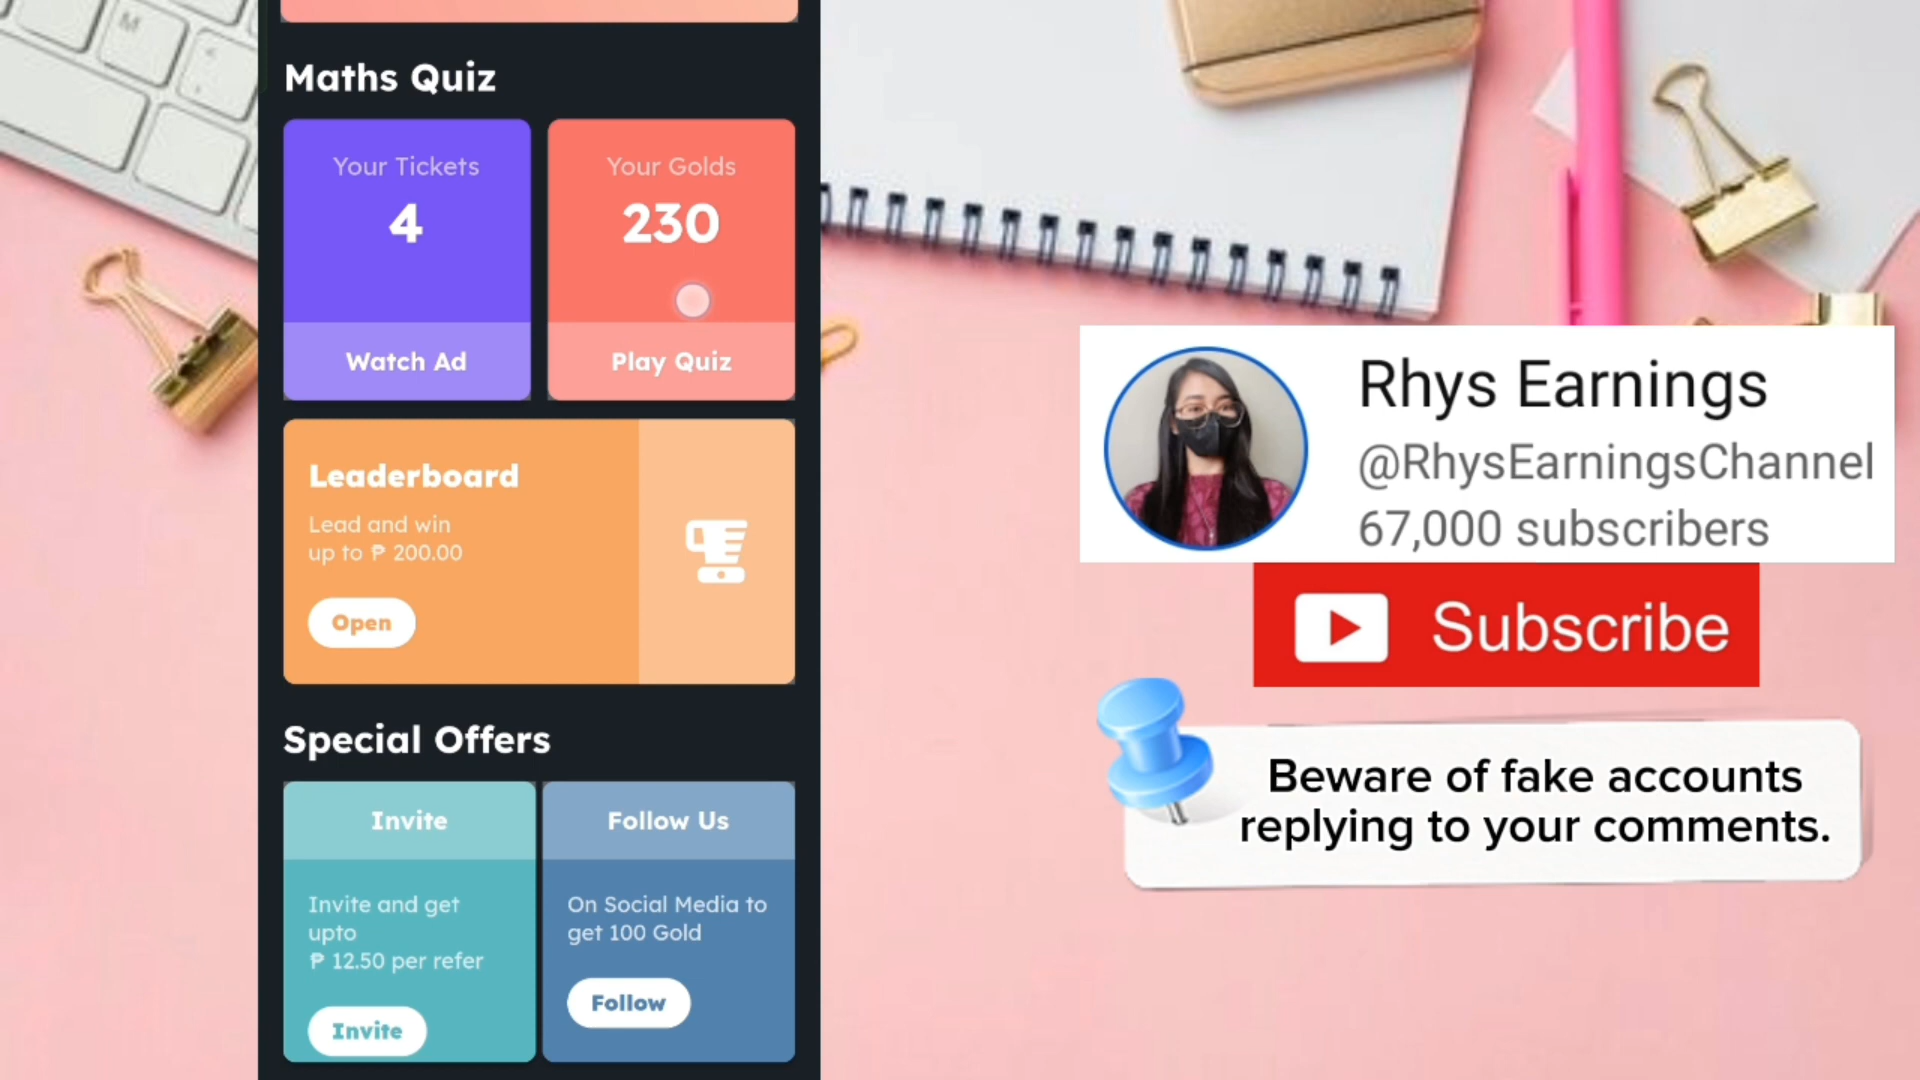 Maths Quiz
Your Tickets
4
Watch Ad
Your Golds
230
Play Quiz
Leaderboard
Lead and win
up to ₱ 200.00
Open
Special Offers
Invite
Invite and get
upto
₱ 12.50 per refer
Invite
Follow Us
On Social Media to
get 100 Gold
Follow
Rhys Earnings
@RhysEarningsChannel
67,000 subscribers
Subscribe
Beware of fake accounts
replying to your comments.
M